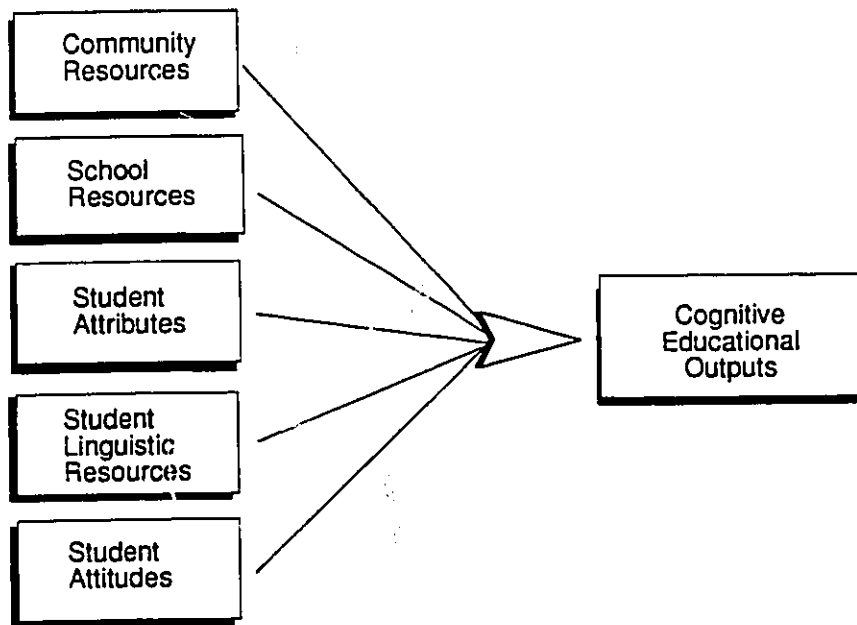 Community
Resources
School
Resources
Student
Attributes
Student
Linguistic
Resources
Student
Attitudes
Cognitive
Educational
Outputs